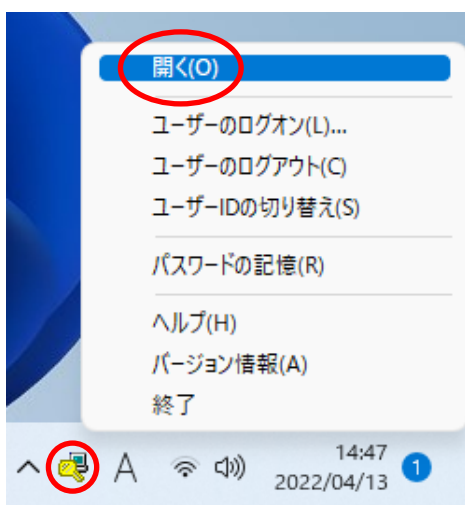 開く(O)
ユーザーのログオン(L)...
ユーザーのログアウト(C)
ユーザーIDの切り替え(S)
パスワードの記憶(R)
ヘルプ(H)
バージョン情報(A)
終了
A
14:47
2022/04/13
1